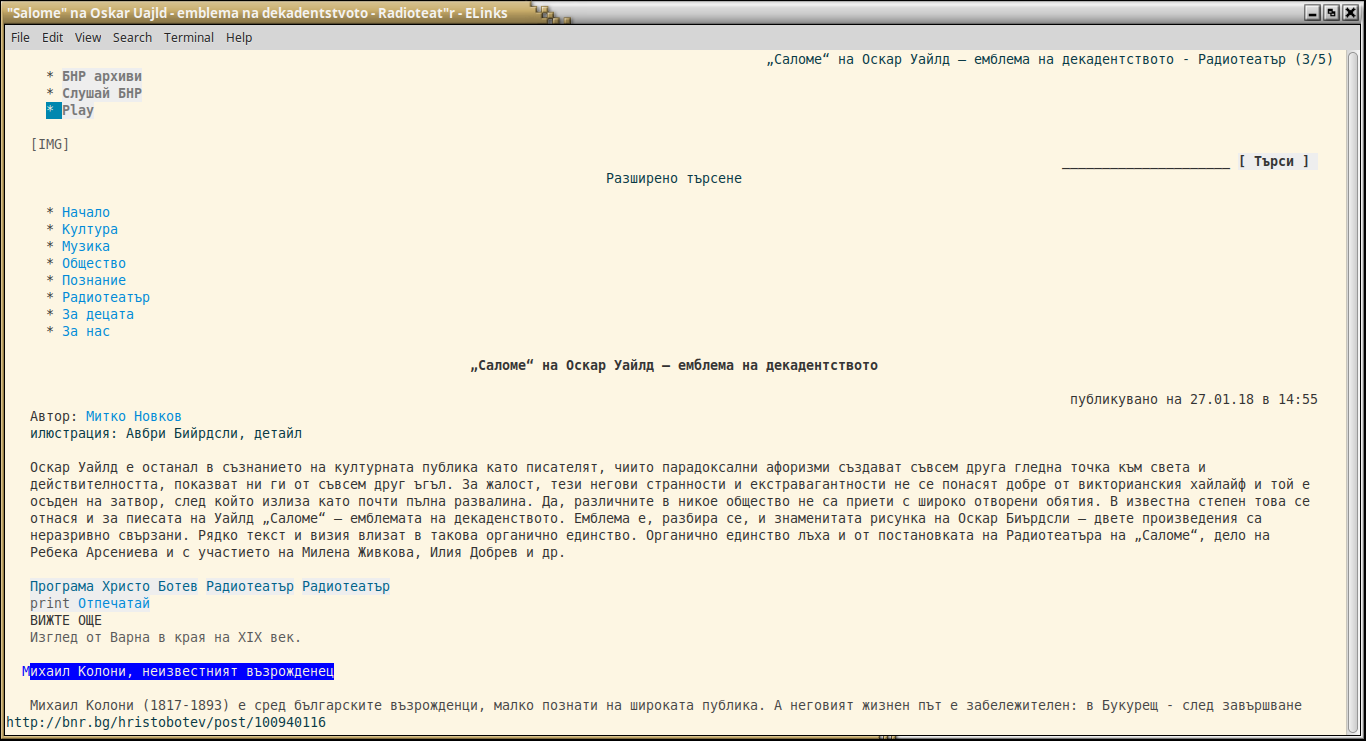 "Salome" na Oskar Uajld - emblema na dekadentstvoto - Radioteat"r - ELinks
File Edit View Search Terminal Help
„Саломе“ на Оскар Уайлд – емблема на декадентството - Радиотеатър (3/5)
* БНР архиви
* Слушай БНР
* Play
[IMG]
[ Търси ]
Разширено търсене
* Начало
* Култура
* Музика
* Общество
* Познание
* Радиотеатър
* За децата
* За нас
„Саломе“ на Оскар Уайлд – емблема на декадентството
публикувано на 27.01.18 в 14:55
Автор: Митко Новков
илюстрация: Авбри Бийрдсли, детайл
Оскар Уайлд е останал в съзнанието на културната публика като писателят, чиито парадоксални афоризми създават съвсем друга гледна точка към света и
действителността, показват ни ги от съвсем друг ъгъл. За жалост, тези негови странности и екстравагантности не се понасят добре от викторианския хайлайф и той е
осъден на затвор, след който излиза като почти пълна развалина. Да, различните в никое общество не са приети с широко отворени обятия. В известна степен това се
отнася и за пиесата на Уайлд „Саломе“ – емблемата на декаденството. Емблема е, разбира се, и знаменитата рисунка на Оскар Биърдсли – двете произведения са
неразривно свързани. Рядко текст и визия влизат в такова органично единство. Органично единство лъха и от постановката на Радиотеатъра на „Саломе“, дело на
Ребека Арсениева и с участието на Милена Живкова, Илия Добрев и др.
Програма Христо Ботев Радиотеатър Радиотеатър
print Отпечатай
ВИЖТЕ ОЩЕ
Изглед от Варна в края на XIX век.
Михаил Колони, неизвестният възрожденец
Михаил Колони (1817-1893) е сред българските възрожденци, малко познати на широката публика. А неговият жизнен път е забележителен: в Букурещ - след завършване
http://bnr.bg/hristobotev/post/100940116